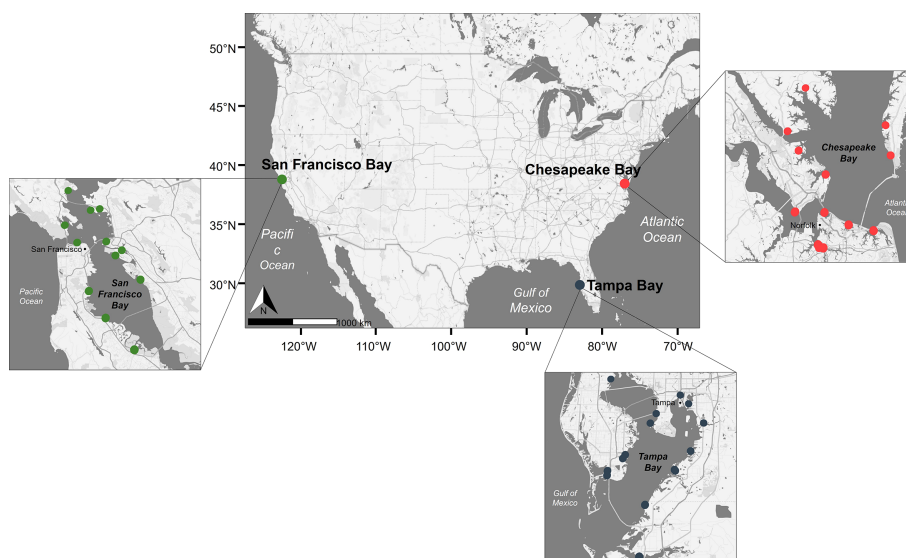 50°N
45°N
40°N
35°N
30°N
120°W
110°W
100°W
90°W
80°W
70°W
San Francisco Bay
Chesapeake Bay
Tampa Bay
Pacifi
c
Ocean
Atlantic
Ocean
Gulf of
Mexico
N
1000 km
San Francisco
Pacific
Ocean
San
Francisco
Bay
Chesapeake
Bay
Atlant
Ocea
Norfolk
Tampa
Tampa
Bay
Gulf of
Mexico